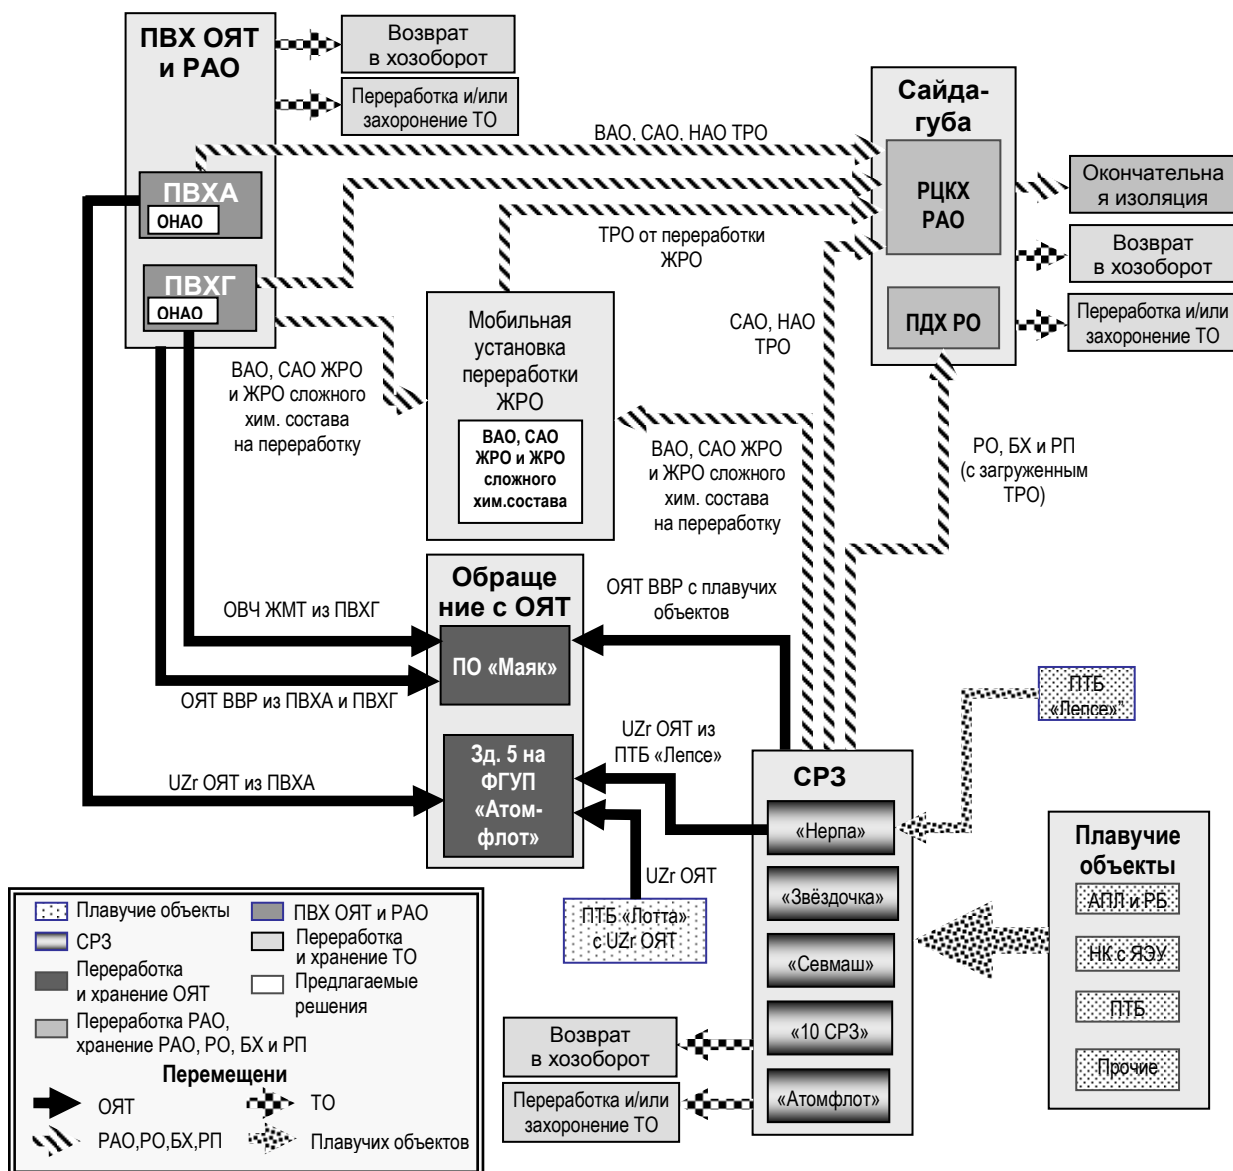 ПВХ ОЯТ
и РАО
Возврат
в хозоборот
Переработка и/или
захоронение ТО
ПВХА
ОНАО
ПВХГ
ОНАО
ВАО, САО, НАО ТРО
Сайда-
губа
РЦКХ
РАО
ПДХ РО
Окончательна
я изоляция
Возврат
в хозоборот
Переработка и/или
захоронение ТО
ТРО от переработки
ЖРО
САО, НАО
ТРО
Мобильная
установка
переработки
ЖРО
ВАО, САО
ЖРО и ЖРО
сложного
хим.состава
ВАО, САО ЖРО
и ЖРО сложного
хим. состава
на переработку
ВАО, САО ЖРО
и ЖРО сложного
хим. состава
на переработку
РО, БХ и РП
(с загруженным
ТРО)
Обраще
ние с ОЯТ
ПО «Маяк»
Зд. 5 на
ФГУП
«Атом-
флот»
ОВЧ ЖМТ из ПВХГ
ОЯТ ВВР из ПВХА и ПВХГ
UZr ОЯТ из ПВХА
ОЯТ ВВР с плавучих
объектов
UZr ОЯТ из
ПТБ «Лепсе»
UZr ОЯТ
ПТБ «Лотта»
с UZr ОЯТ
ПТБ
«Лепсе»"
СРЗ
«Нерпа»
«Звёздочка»
«Севмаш»
«10 СРЗ»
«Атомфлот»
Плавучие
объекты
АПЛ и РБ
НК с ЯЭУ
ПТБ
Прочие
Возврат
в хозоборот
Переработка и/или
захоронение ТО
Плавучие объекты
СРЗ
Переработка
и хранение ОЯТ
Переработка РАО,
хранение РАО, РО, БХ и РП
ПВХ ОЯТ и РАО
Переработка
и хранение ТО
Предлагаемые
решения
Перемещени
ОЯТ
РАО,РО,БХ,РП
ТО
Плавучих объектов